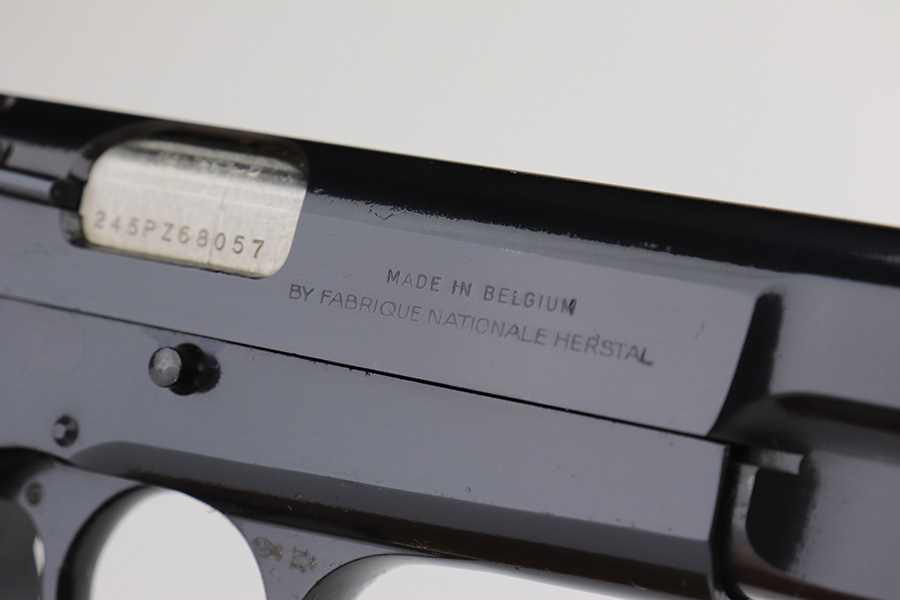 245PZ68057
MADE IN BELGIUM
BY FABRIQUE NATIONALE HERSTAL